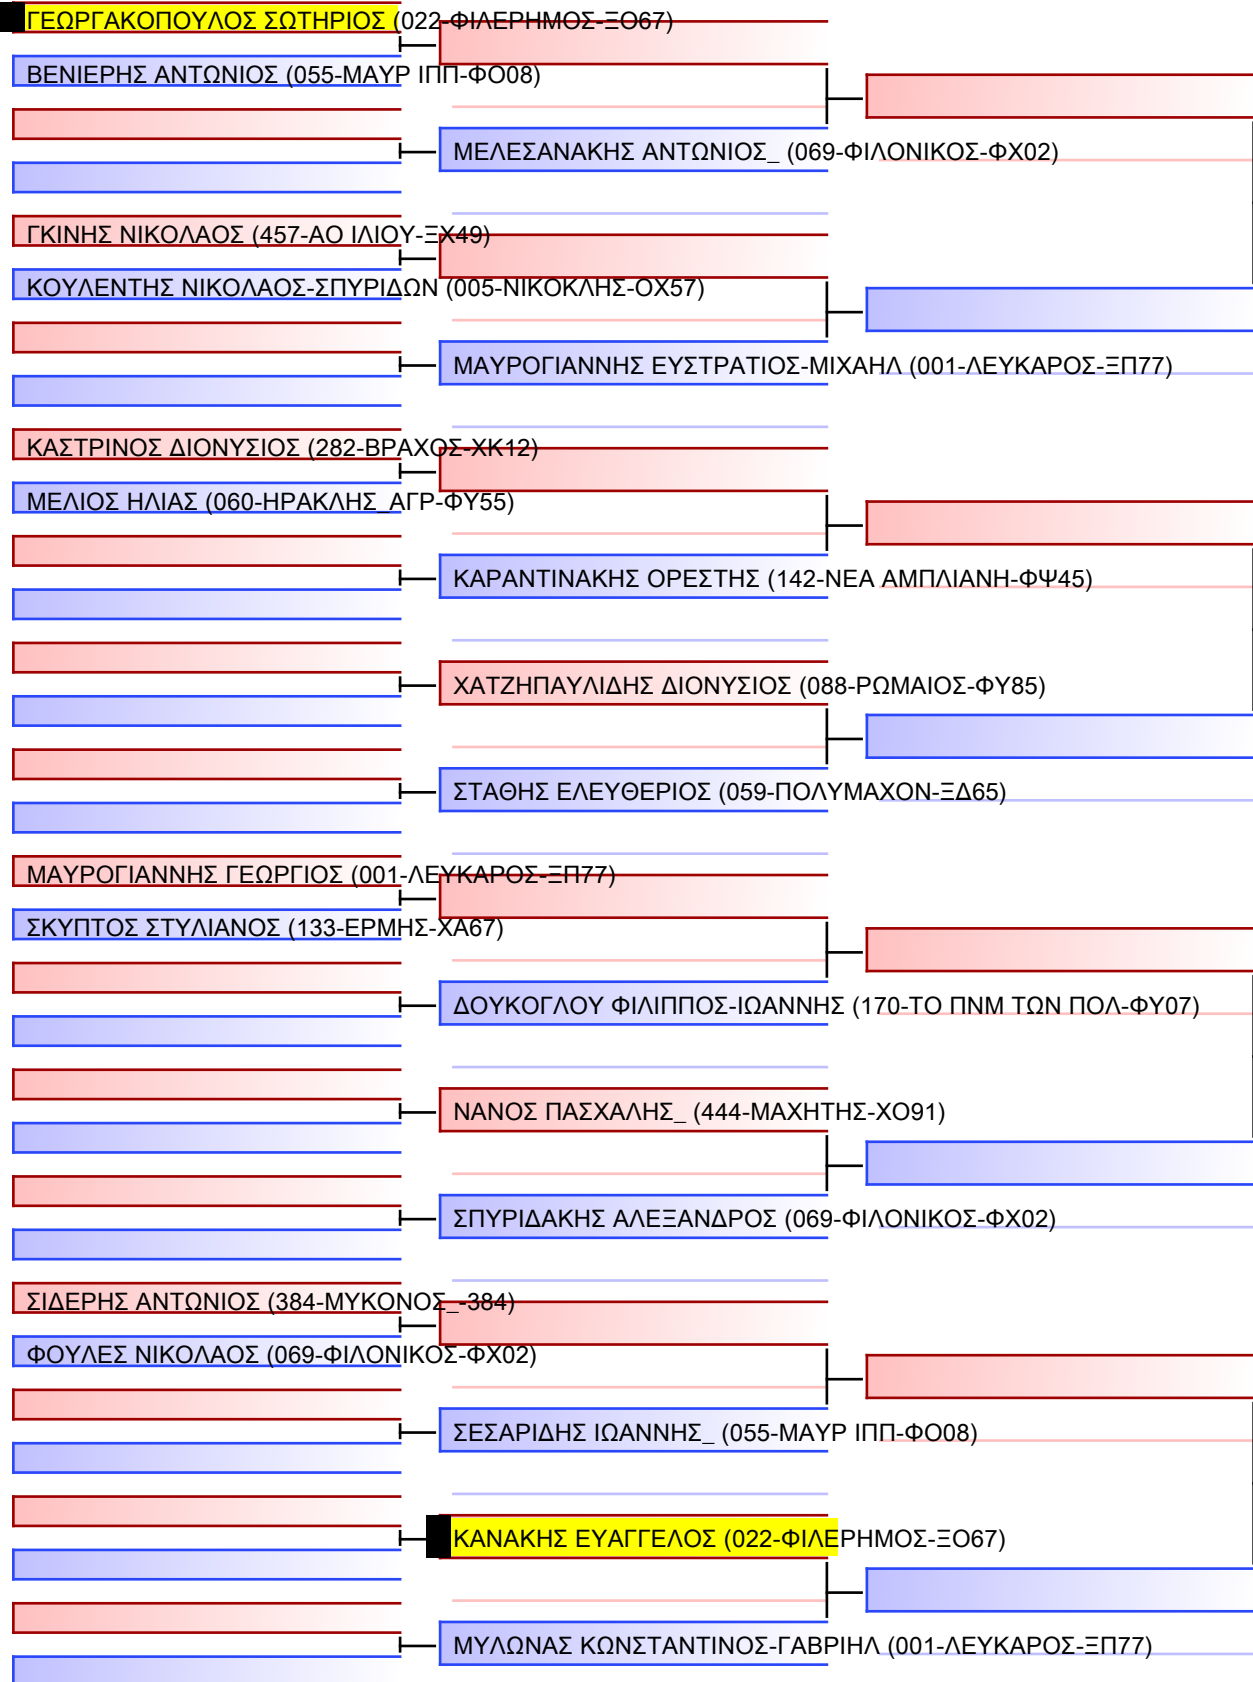 ΓΕΩΡΓΑΚΟΠΟΥΛΟΣ ΣΩΤΗΡΙΟΣ (022-ΦΙΛΕΡΗΜΟΣ-ΞΟ67)
ΒΕΝΙΕΡΗΣ ΑΝΤΩΝΙΟΣ (055-ΜΑΥΡ ΙΠΠ-ΦΟ08)
ΜΕΛΕΣΑΝΑΚΗΣ ΑΝΤΩΝΙΟΣ_ (069-ΦΙΛΟΝΙΚΟΣ-ΦΧ02)
ΓΚΙΝΗΣ ΝΙΚΟΛΑΟΣ (457-ΑΟ ΙΛΙΟΥ-ΞΧ49)
ΚΟΥΛΕΝΤΗΣ ΝΙΚΟΛΑΟΣ-ΣΠΥΡΙΔΩΝ (005-ΝΙΚΟΚΛΗΣ-ΟΧ57)
ΜΑΥΡΟΓΙΑΝΝΗΣ ΕΥΣΤΡΑΤΙΟΣ-ΜΙΧΑΗΛ (001-ΛΕΥΚΑΡΟΣ-ΞΠ77)
ΚΑΣΤΡΙΝΟΣ ΔΙΟΝΥΣΙΟΣ (282-ΒΡΑΧΟΣ-ΧΚ12)
ΜΕΛΙΟΣ ΗΛΙΑΣ (060-ΗΡΑΚΛΗΣ_ΑΓΡ-ΦΥ55)
ΚΑΡΑΝΤΙΝΑΚΗΣ ΟΡΕΣΤΗΣ (142-ΝΕΑ ΑΜΠΛΙΑΝΗ-ΦΨ45)
ΧΑΤΖΗΠΑΥΛΙΔΗΣ ΔΙΟΝΥΣΙΟΣ (088-ΡΩΜΑΙΟΣ-ΦΥ85)
ΣΤΑΘΗΣ ΕΛΕΥΘΕΡΙΟΣ (059-ΠΟΛΥΜΑΧΟΝ-ΞΔ65)
ΜΑΥΡΟΓΙΑΝΝΗΣ ΓΕΩΡΓΙΟΣ (001-ΛΕΥΚΑΡΟΣ-ΞΠ77)
ΣΚΥΠΤΟΣ ΣΤΥΛΙΑΝΟΣ (133-ΕΡΜΗΣ-ΧΑ67)
ΔΟΥΚΟΓΛΟΥ ΦΙΛΙΠΠΟΣ-ΙΩΑΝΝΗΣ (170-ΤΟ ΠΝΜ ΤΩΝ ΠΟΛ-ΦΥ07)
ΝΑΝΟΣ ΠΑΣΧΑΛΗΣ_ (444-ΜΑΧΗΤΗΣ-ΧΟ91)
ΣΠΥΡΙΔΑΚΗΣ ΑΛΕΞΑΝΔΡΟΣ (069-ΦΙΛΟΝΙΚΟΣ-ΦΧ02)
ΣΙΔΕΡΗΣ ΑΝΤΩΝΙΟΣ (384-ΜΥΚΟΝΟΣ_-384)
ΦΟΥΛΕΣ ΝΙΚΟΛΑΟΣ (069-ΦΙΛΟΝΙΚΟΣ-ΦΧ02)
ΣΕΣΑΡΙΔΗΣ ΙΩΑΝΝΗΣ_ (055-ΜΑΥΡ ΙΠΠ-ΦΟ08)
ΚΑΝΑΚΗΣ ΕΥΑΓΓΕΛΟΣ (022-ΦΙΛΕΡΗΜΟΣ-ΞΟ67)
ΜΥΛΩΝΑΣ ΚΩΝΣΤΑΝΤΙΝΟΣ-ΓΑΒΡΙΗΛ (001-ΛΕΥΚΑΡΟΣ-ΞΠ77)